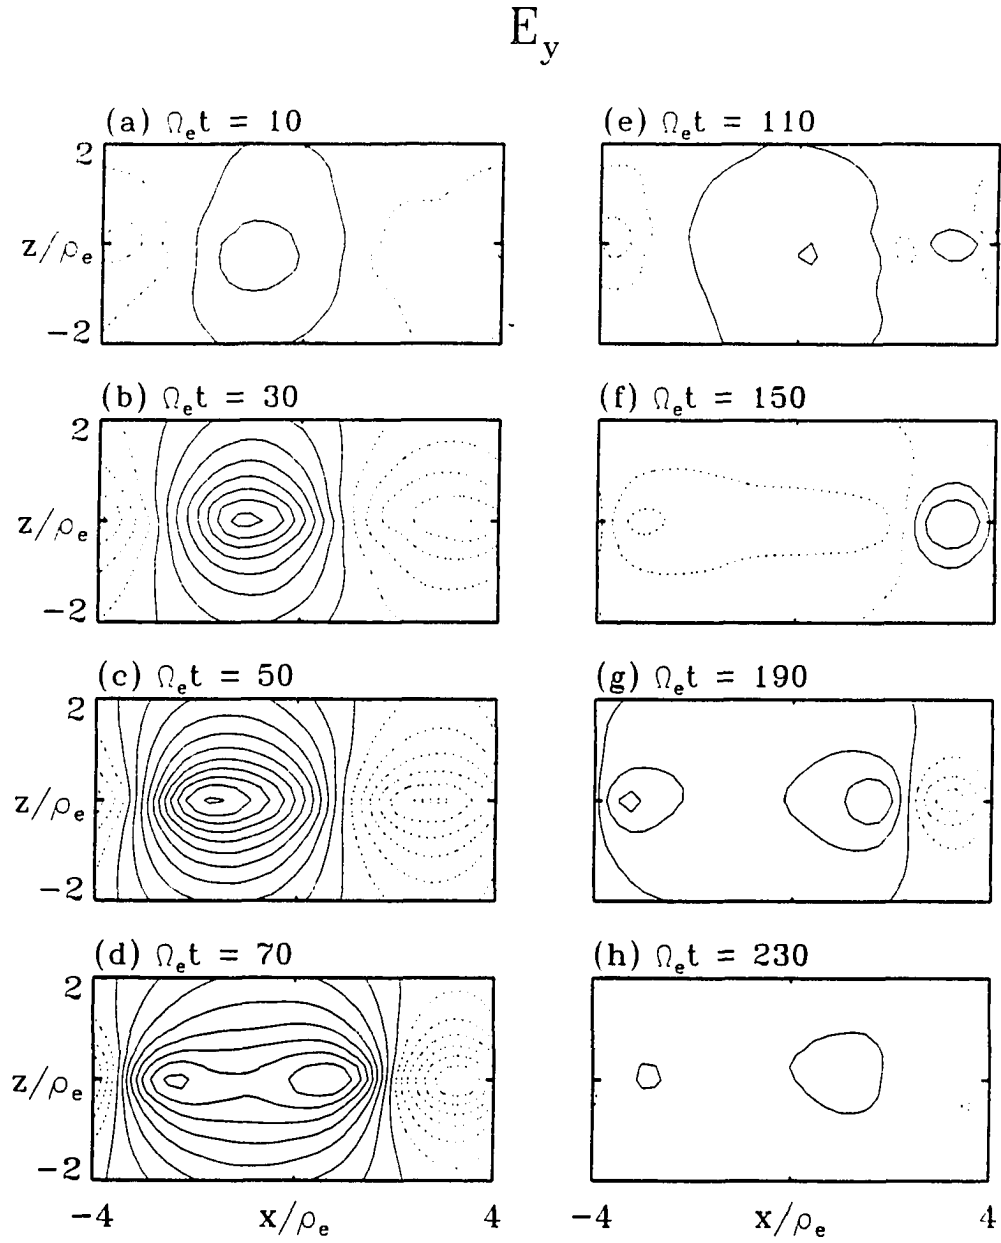 E_y
(a) Ω_e t = 10
2
z/ρ_e
-2
(b) Ω_e t = 30
2
z/ρ_e
-2
(c) Ω_e t = 50
2
z/ρ_e
-2
(d) Ω_e t = 70
2
z/ρ_e
-2
-4 x/ρ_e 4
(e) Ω_e t = 110
(f) Ω_e t = 150
(g) Ω_e t = 190
(h) Ω_e t = 230
-4 x/ρ_e 4